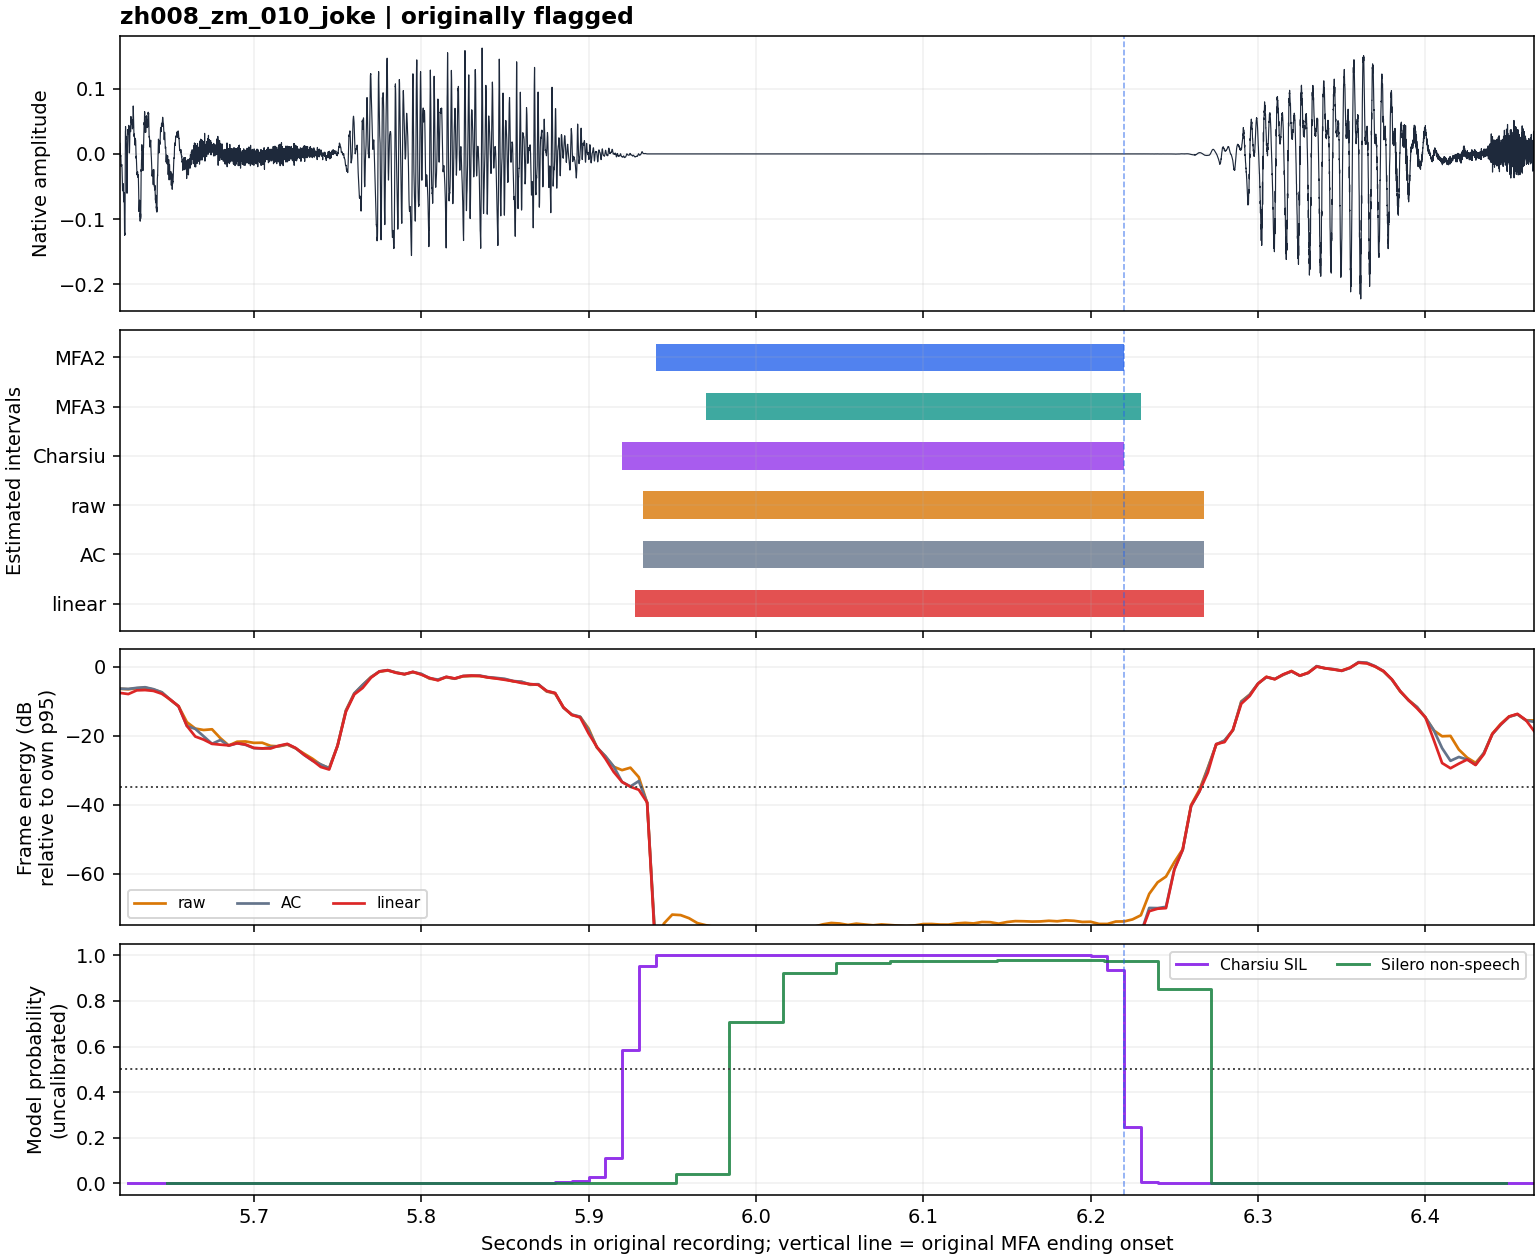 zh008_zm_010_joke | originally flagged
Native amplitude
0.1
0.0
−0.1
−0.2
Estimated intervals
MFA2
MFA3
Charsiu
raw
AC
linear
Frame energy (dB
relative to own p95)
0
−20
−40
−60
raw AC linear
Model probability
(uncalibrated)
1.0
0.8
0.6
0.4
0.2
0.0
Charsiu SIL Silero non-speech
5.7 5.8 5.9 6.0 6.1 6.2 6.3 6.4
Seconds in original recording; vertical line = original MFA ending onset